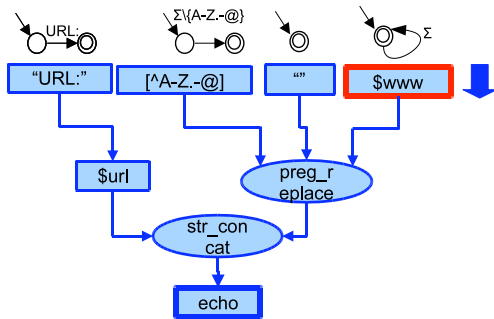 URL:
Σ\{A-Z.-@}
Σ
“URL:”
[^A-Z.-@]
“”
$www
$url
preg_r
eplace
str_con
cat
echo